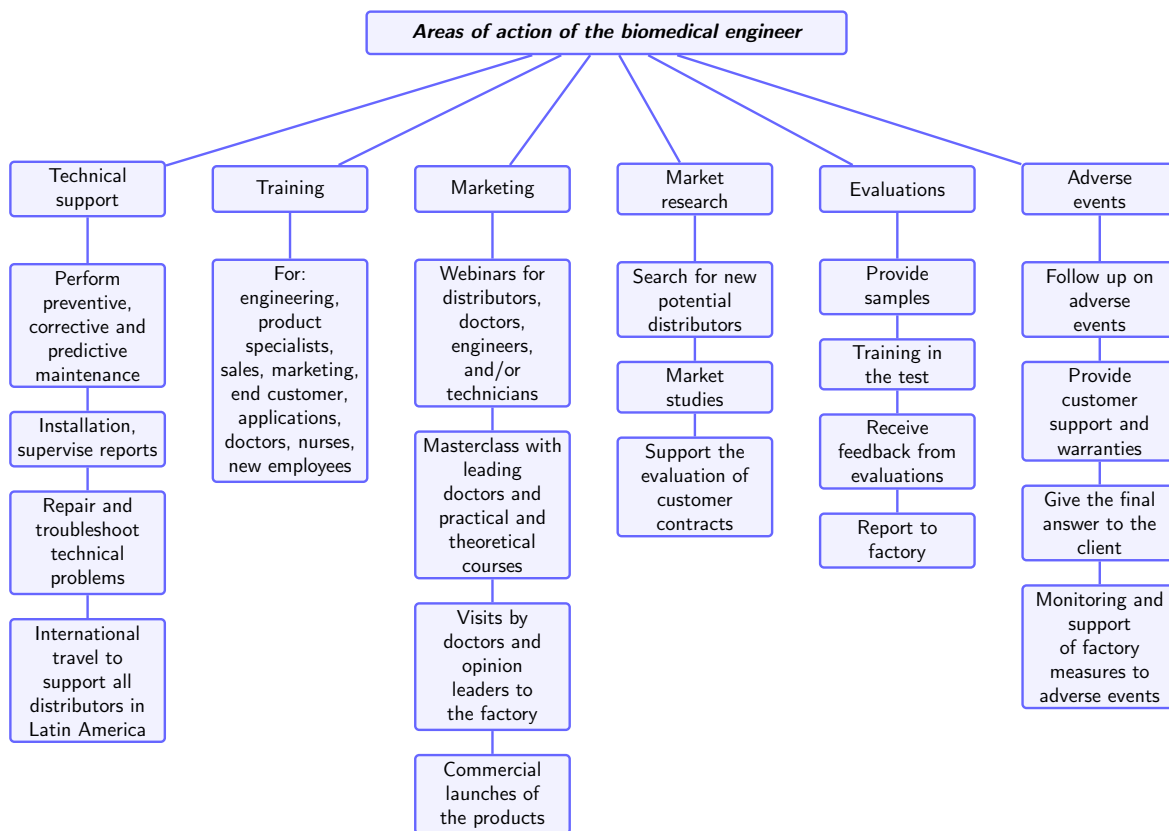 Areas of action of the biomedical engineer
Technical
support
Perform
preventive,
corrective and
predictive
maintenance
Installation,
supervise reports
Repair and
troubleshoot
technical
problems
International
travel to
support all
distributors in
Latin America
Training
For:
engineering,
product
specialists,
sales, marketing,
end customer,
applications,
doctors, nurses,
new employees
Marketing
Webinars for
distributors,
doctors,
engineers,
and/or
technicians
Masterclass with
leading
doctors and
practical and
theoretical
courses
Visits by
doctors and
opinion
leaders to
the factory
Commercial
launches of
the products
Market
research
Search for new
potential
distributors
Market
studies
Support the
evaluation of
customer
contracts
Evaluations
Provide
samples
Training in
the test
Receive
feedback from
evaluations
Report to
factory
Adverse
events
Follow up on
adverse
events
Provide
customer
support and
warranties
Give the final
answer to the
client
Monitoring and
support
of factory
measures to
adverse events